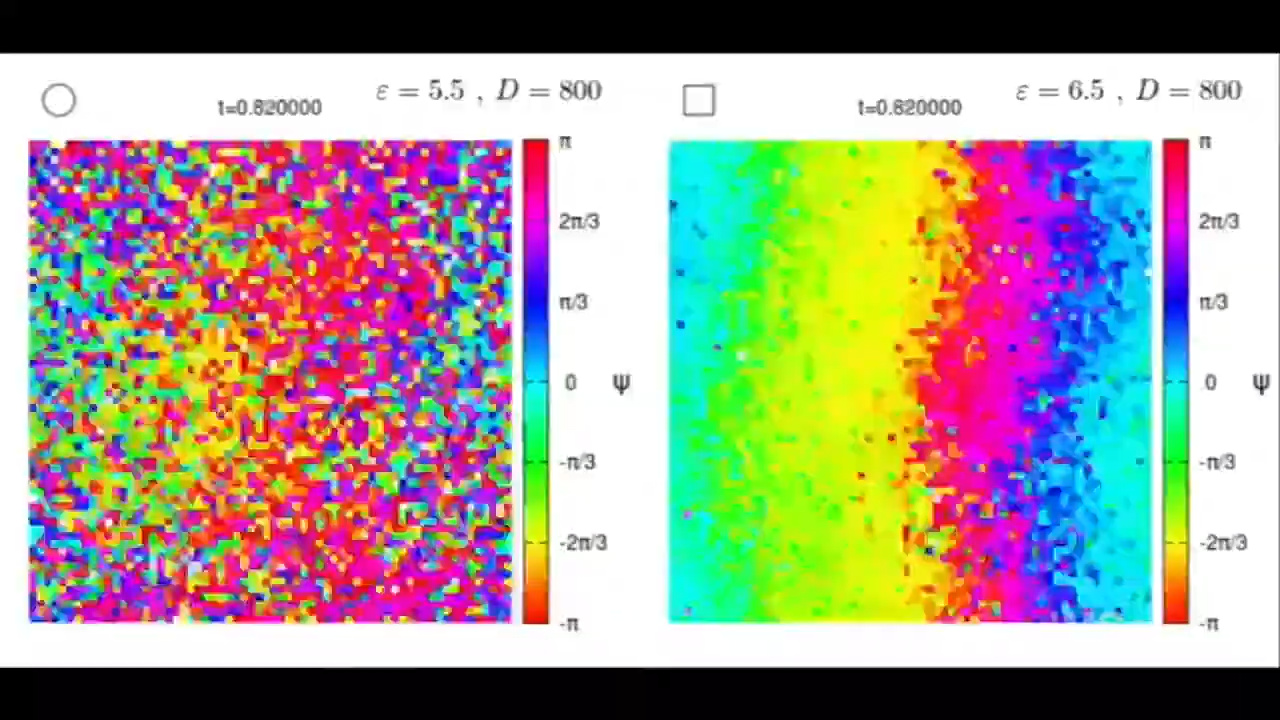 t=0.820000
ε = 5.5 , D = 800
π
2π/3
π/3
0
-π/3
-2π/3
-π
ψ
t=0.820000
ε = 6.5 , D = 800
π
2π/3
π/3
0
-π/3
-2π/3
-π
ψ